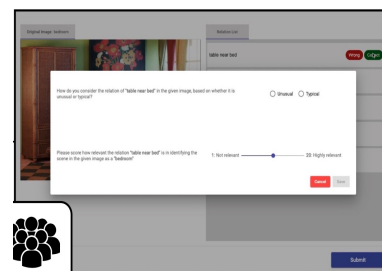 Original Image: bedroom
Relation List
table near bed
Wrong
Correct
How do you consider the relation of "table near bed" in the given image, based on whether it is
unusual or typical?
Unusual
Typical
Please score how relevant the relation "table near bed" is in identifying the
scene in the given image as a "bedroom"
1: Not relevant
20: Highly relevant
Cancel
Save
Submit